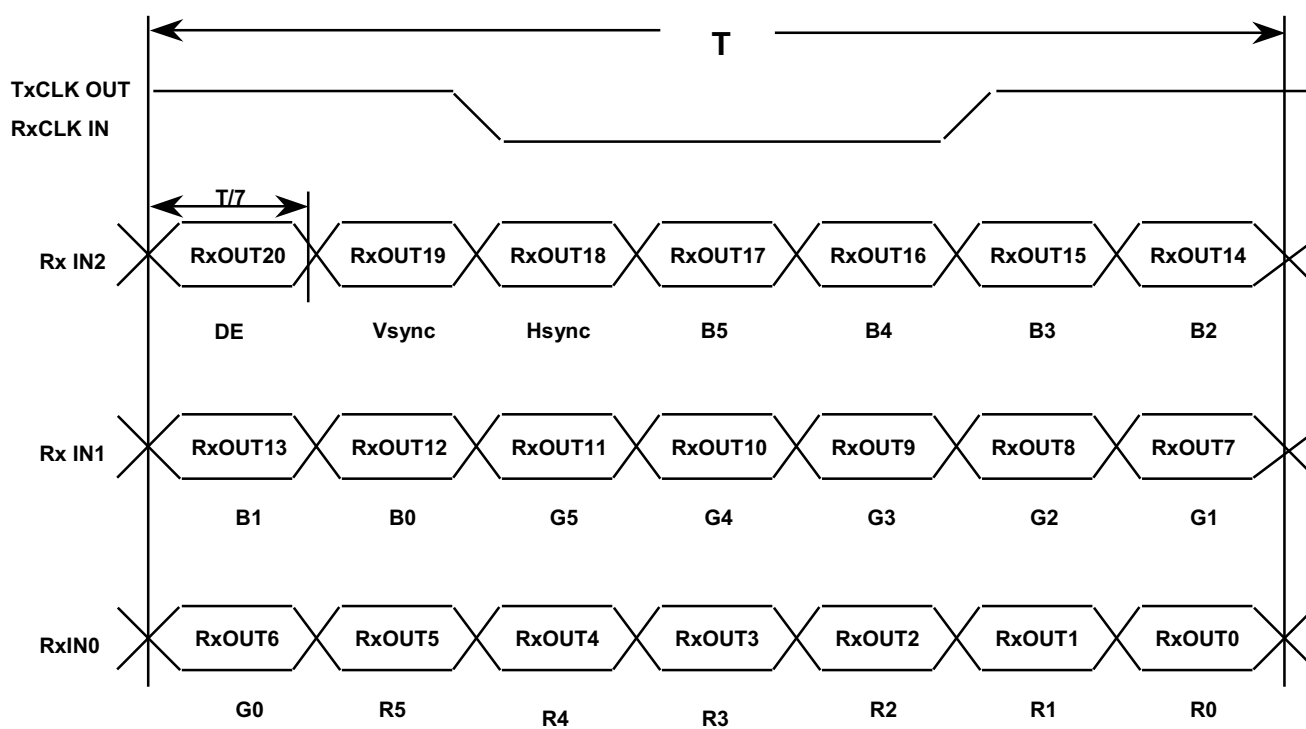 T
TxCLK OUT
RxCLK IN
T/7
Rx IN2 RxOUT20 RxOUT19 RxOUT18 RxOUT17 RxOUT16 RxOUT15 RxOUT14
DE Vsync Hsync B5 B4 B3 B2
Rx IN1 RxOUT13 RxOUT12 RxOUT11 RxOUT10 RxOUT9 RxOUT8 RxOUT7
B1 B0 G5 G4 G3 G2 G1
RxIN0 RxOUT6 RxOUT5 RxOUT4 RxOUT3 RxOUT2 RxOUT1 RxOUT0
G0 R5 R4 R3 R2 R1 R0